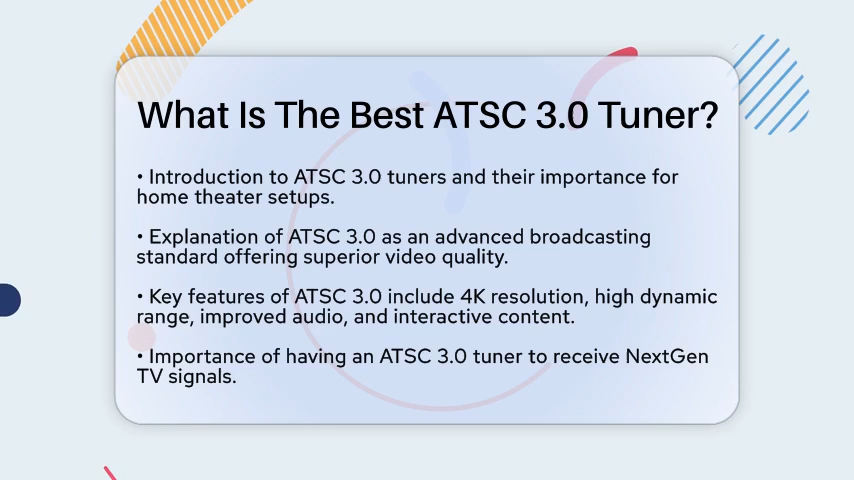 What Is The Best ATSC 3.0 Tuner?
• Introduction to ATSC 3.0 tuners and their importance for
home theater setups.
• Explanation of ATSC 3.0 as an advanced broadcasting
standard offering superior video quality.
• Key features of ATSC 3.0 include 4K resolution, high dynamic
range, improved audio, and interactive content.
• Importance of having an ATSC 3.0 tuner to receive NextGen
TV signals.